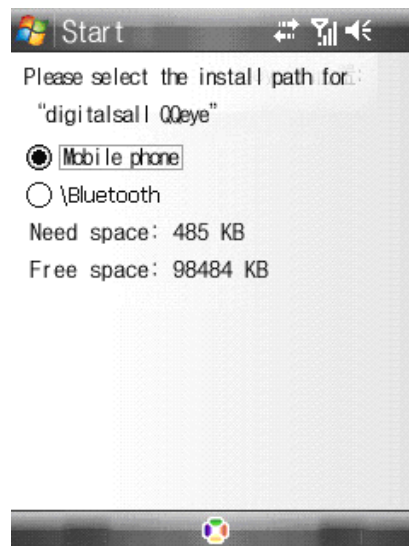 Start
Please select the install path for:
"digitalsall QQeye"
Mobile phone
\Bluetooth
Need space: 485 KB
Free space: 98484 KB